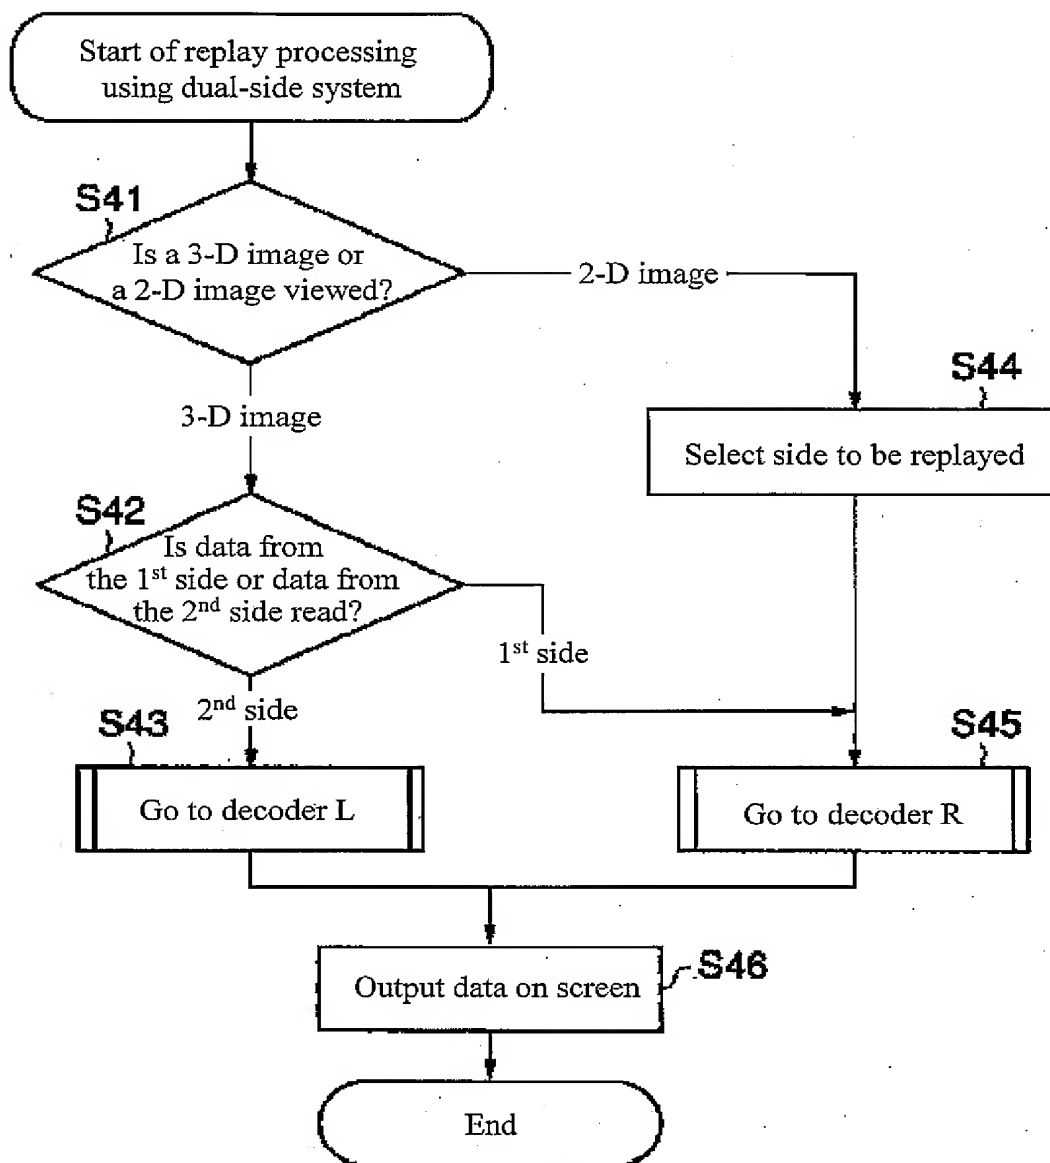 Start of replay processing
using dual-side system
S41
Is a 3-D image or
a 2-D image viewed?
2-D image
S44
3-D image
Select side to be replayed
S42
Is data from
the 1st side or data from
the 2nd side read?
1st side
2nd side
S43
S45
Go to decoder L
Go to decoder R
Output data on screen
S46
End